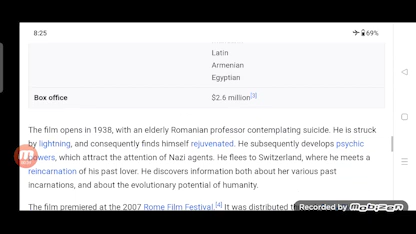 8:25
69%
Latin
Armenian
Egyptian
Box office $2.6 million[3]
The film opens in 1938, with an elderly Romanian professor contemplating suicide. He is struck
by lightning, and consequently finds himself rejuvenated. He subsequently develops psychic
powers, which attract the attention of Nazi agents. He flees to Switzerland, where he meets a
reincarnation of his past lover. He discovers information both about her various past
incarnations, and about the evolutionary potential of humanity.
The film premiered at the 2007 Rome Film Festival.[4] It was distributed th
Recorded by Mobizen